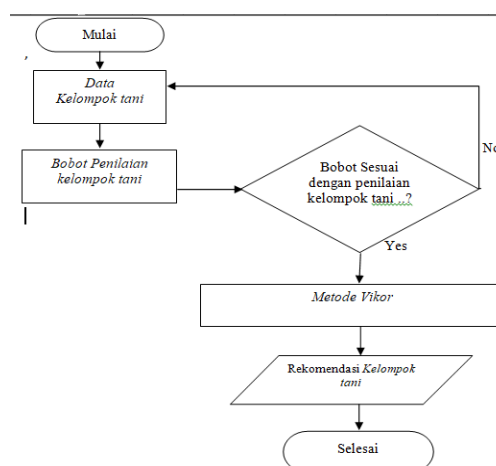 Mulai
Data
Kelompok tani
Bobot Penilaian
kelompok tani
Bobot Sesuai
dengan penilaian
kelompok tani ..?
No
Yes
Metode Vikor
Rekomendasi Kelompok
tani
Selesai